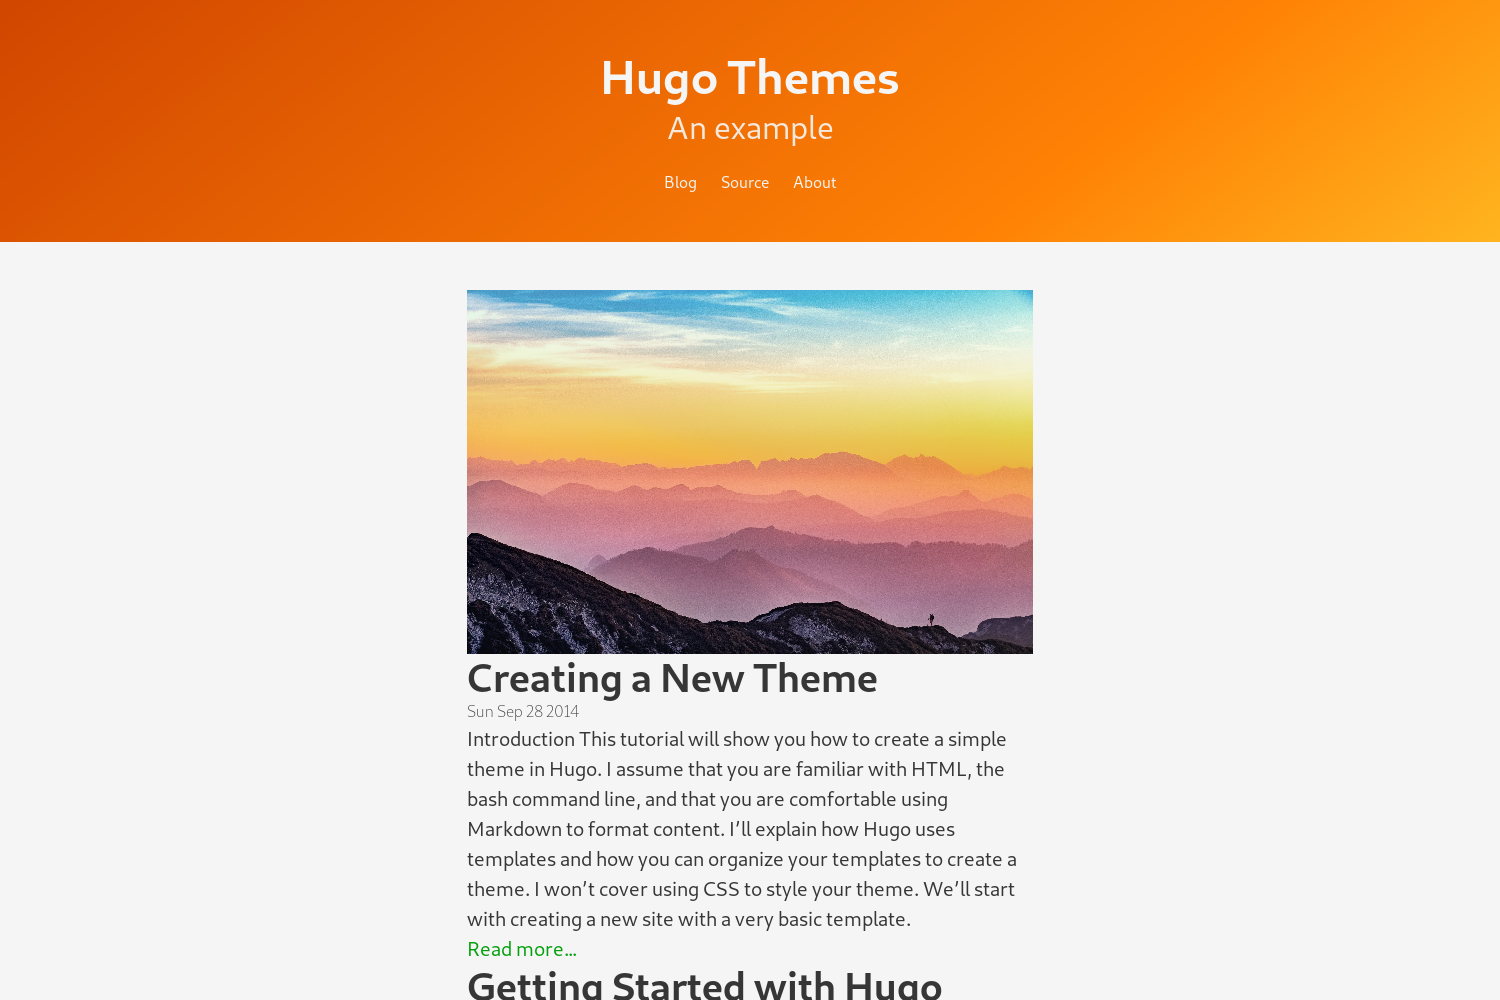 Hugo Themes
An example
Blog Source About
Creating a New Theme
Sun Sep 28 2014
Introduction This tutorial will show you how to create a simple
theme in Hugo. I assume that you are familiar with HTML, the
bash command line, and that you are comfortable using
Markdown to format content. I’ll explain how Hugo uses
templates and how you can organize your templates to create a
theme. I won’t cover using CSS to style your theme. We’ll start
with creating a new site with a very basic template.
Read more…
Getting Started with Hugo